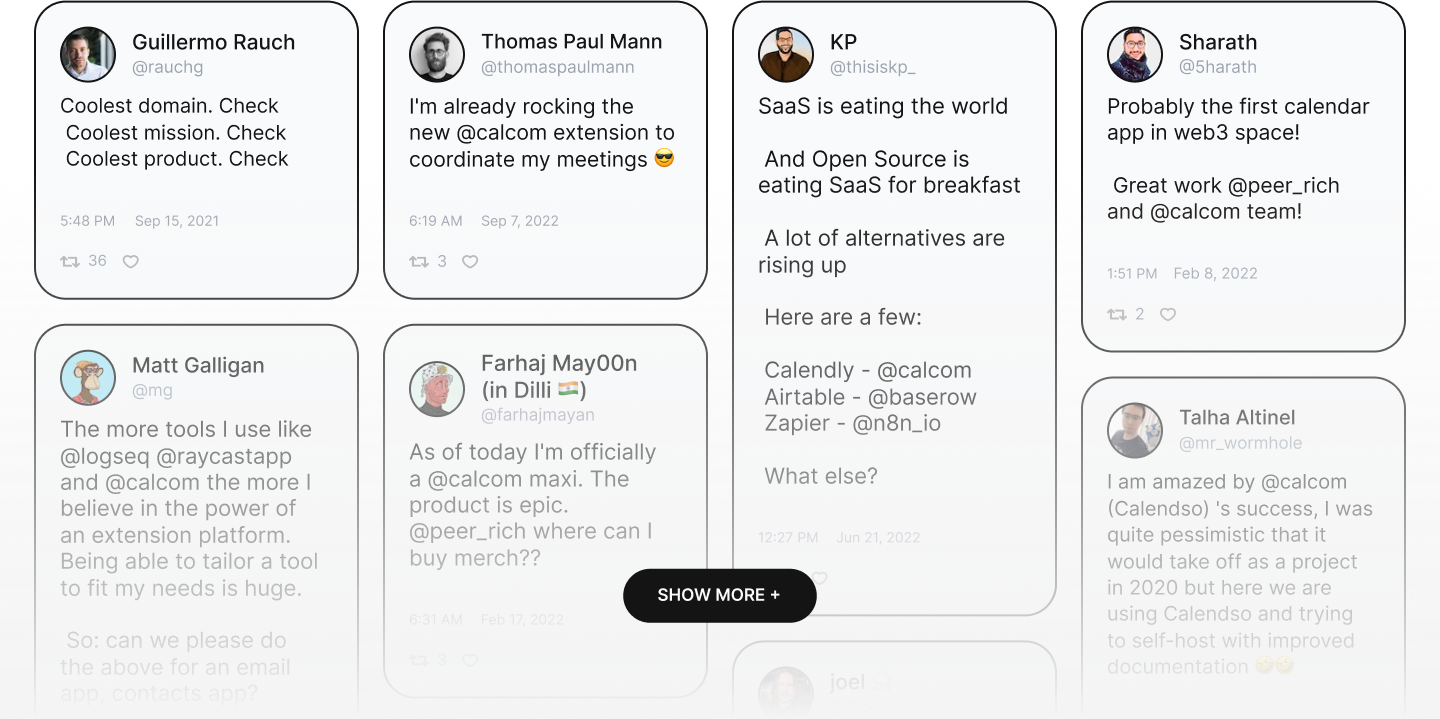 Guillermo Rauch
@rauchg
Coolest domain. Check
Coolest mission. Check
Coolest product. Check
5:48 PM Sep 15, 2021
36
Matt Galligan
@mg
The more tools I use like
@logseq @raycastapp
and @calcom the more I
believe in the power of
an extension platform.
Being able to tailor a tool
to fit my needs is huge.
So: can we please do
the above for an email
app, contacts app?
Thomas Paul Mann
@thomaspaulmann
I'm already rocking the
new @calcom extension to
coordinate my meetings 😎
6:19 AM Sep 7, 2022
3
Farhaj May00n
(in Dilli 🇮🇳)
@farhajmayan
As of today I'm officially
a @calcom maxi. The
product is epic.
@peer_rich where can I
buy merch??
6:31 AM Feb 17, 2022
3
KP
@thisiskp_
SaaS is eating the world
And Open Source is
eating SaaS for breakfast
A lot of alternatives are
rising up
Here are a few:
Calendly - @calcom
Airtable - @baserow
Zapier - @n8n_io
What else?
12:27 PM Jun 21, 2022
joel
Sharath
@5harath
Probably the first calendar
app in web3 space!
Great work @peer_rich
and @calcom team!
1:51 PM Feb 8, 2022
2
Talha Altinel
@mr_wormhole
I am amazed by @calcom
(Calendso) 's success, I was
quite pessimistic that it
would take off as a project
in 2020 but here we are
using Calendso and trying
to self-host with improved
documentation 🤣🤣
SHOW MORE +